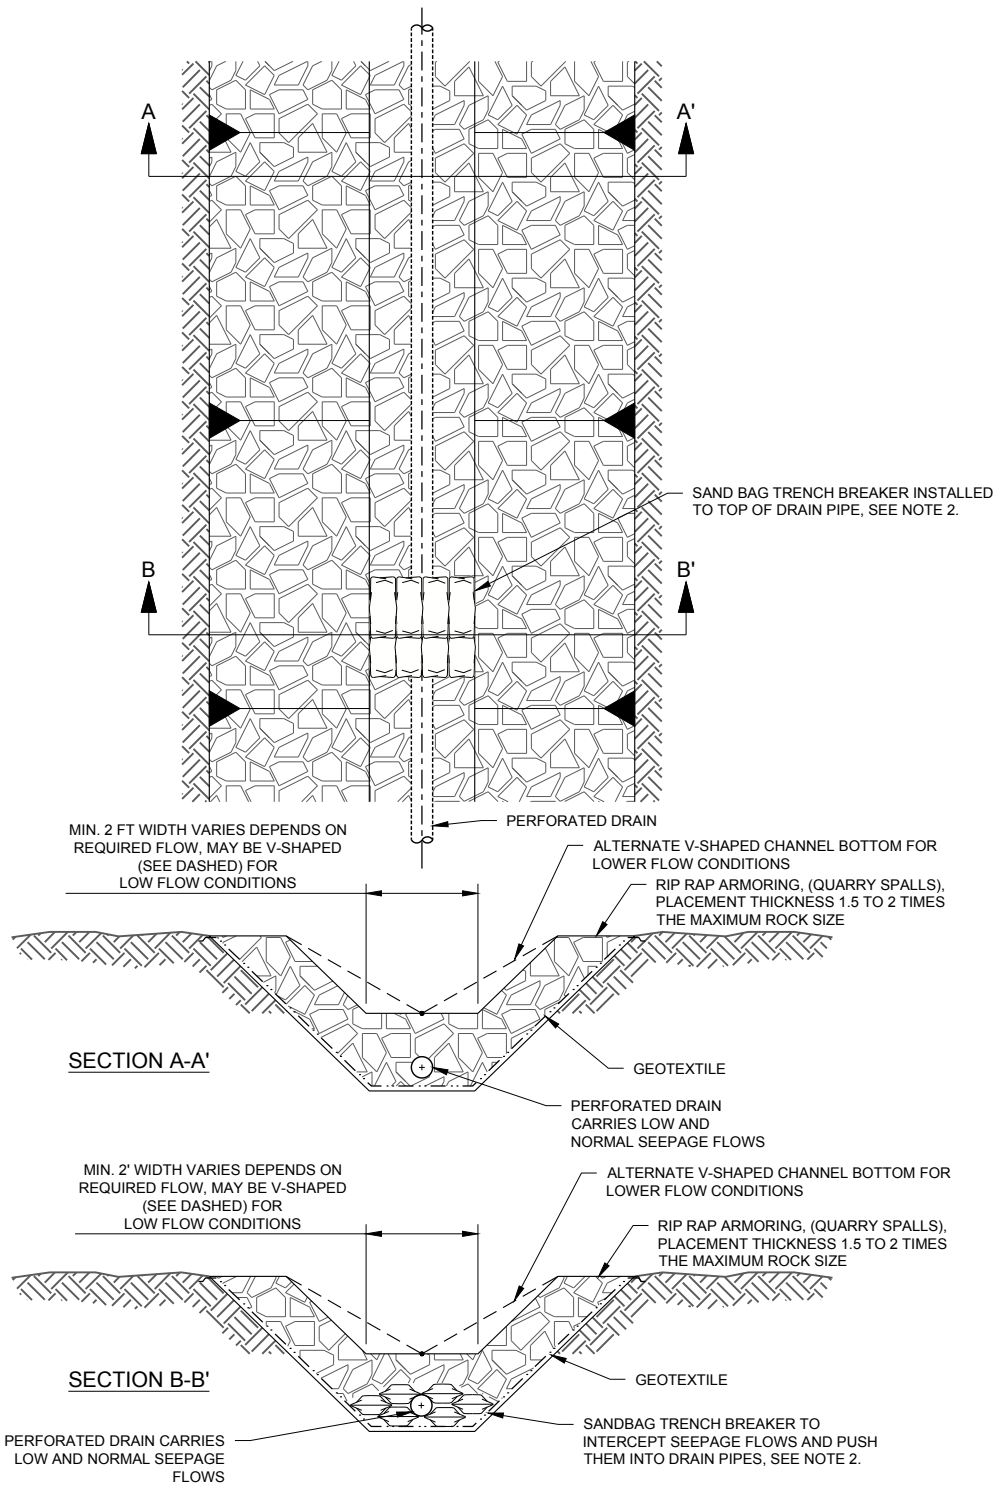 A
A'
SAND BAG TRENCH BREAKER INSTALLED
TO TOP OF DRAIN PIPE, SEE NOTE 2.
B
B'
PERFORATED DRAIN
MIN. 2 FT WIDTH VARIES DEPENDS ON
REQUIRED FLOW, MAY BE V-SHAPED
(SEE DASHED) FOR
LOW FLOW CONDITIONS
ALTERNATE V-SHAPED CHANNEL BOTTOM FOR
LOWER FLOW CONDITIONS
RIP RAP ARMORING, (QUARRY SPALLS),
PLACEMENT THICKNESS 1.5 TO 2 TIMES
THE MAXIMUM ROCK SIZE
SECTION A-A'
GEOTEXTILE
PERFORATED DRAIN
CARRIES LOW AND
NORMAL SEEPAGE FLOWS
MIN. 2' WIDTH VARIES DEPENDS ON
REQUIRED FLOW, MAY BE V-SHAPED
(SEE DASHED) FOR
LOW FLOW CONDITIONS
ALTERNATE V-SHAPED CHANNEL BOTTOM FOR
LOWER FLOW CONDITIONS
RIP RAP ARMORING, (QUARRY SPALLS),
PLACEMENT THICKNESS 1.5 TO 2 TIMES
THE MAXIMUM ROCK SIZE
SECTION B-B'
GEOTEXTILE
PERFORATED DRAIN CARRIES
LOW AND NORMAL SEEPAGE
FLOWS
SANDBAG TRENCH BREAKER TO
INTERCEPT SEEPAGE FLOWS AND PUSH
THEM INTO DRAIN PIPES, SEE NOTE 2.